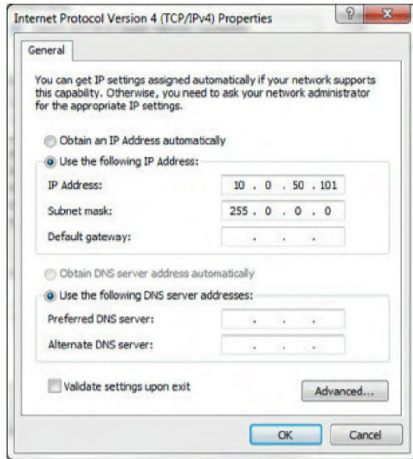 Internet Protocol Version 4 (TCP/IPv4) Properties
General
You can get IP settings assigned automatically if your network supports
this capability. Otherwise, you need to ask your network administrator
for the appropriate IP settings.
Obtain an IP Address automatically
Use the following IP Address:
IP Address: 10 . 0 . 50 . 101
Subnet mask: 255 . 0 . 0 . 0
Default gateway: . . .
Obtain DNS server address automatically
Use the following DNS server addresses:
Preferred DNS server: . . .
Alternate DNS server: . . .
Validate settings upon exit
Advanced...
OK Cancel